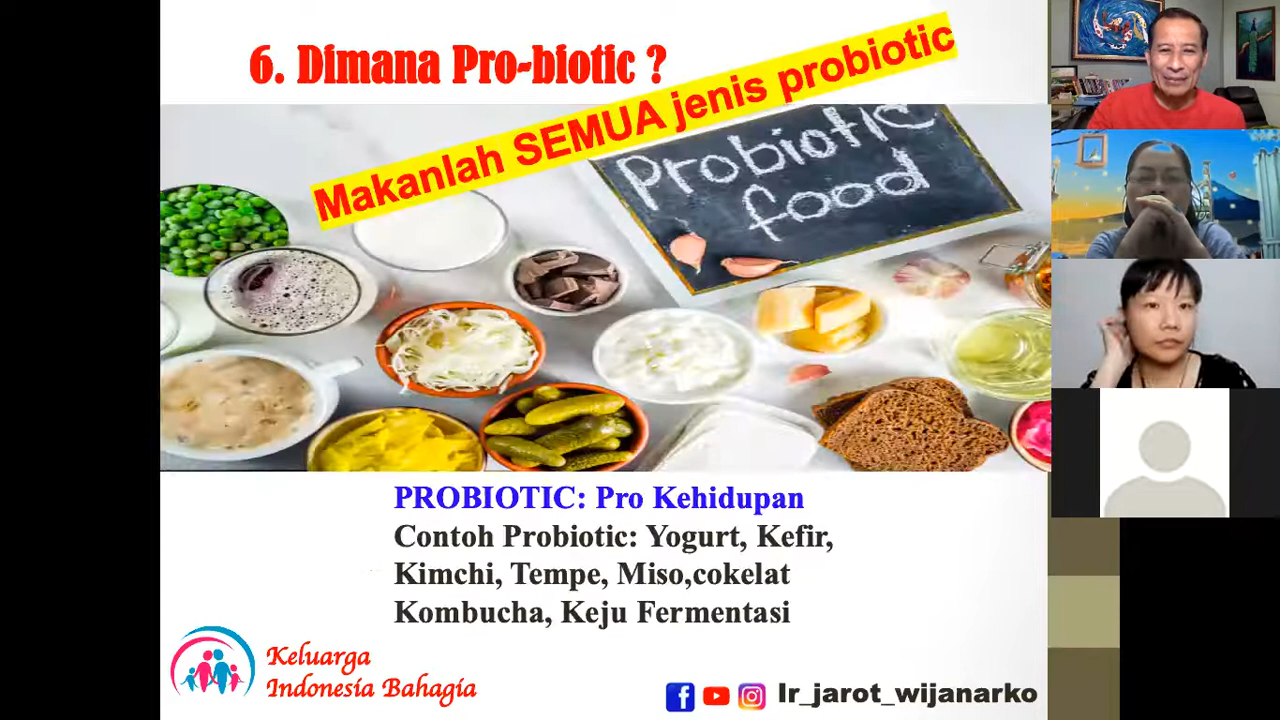 6. Dimana Pro-biotic ?
Makanlah SEMUA jenis probiotic
Probiotic
food
PROBIOTIC: Pro Kehidupan
Contoh Probiotic: Yogurt, Kefir,
Kimchi, Tempe, Miso,cokelat
Kombucha, Keju Fermentasi
Keluarga
Indonesia Bahagia
Ir_jarot_wijanarko